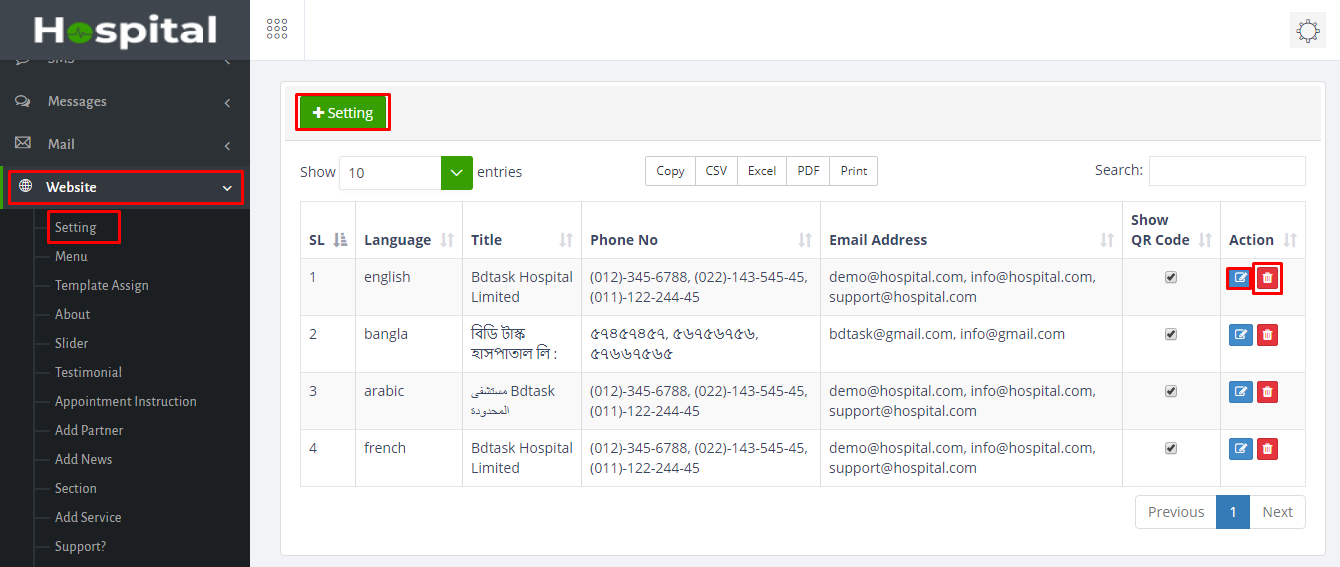 Hospital
SMS
Messages
Mail
Website
Setting
Menu
Template Assign
About
Slider
Testimonial
Appointment Instruction
Add Partner
Add News
Section
Add Service
Support?
Setting
Show 10 entries
Copy CSV Excel PDF Print
Search:
SL Language Title Phone No Email Address Show QR Code Action
1 english Bdtask Hospital Limited (012)-345-6788, (022)-143-545-45, (011)-122-244-45 demo@hospital.com, info@hospital.com, support@hospital.com
2 bangla বিডি টাস্ক হাসপাতাল লি : ৫৭৪৫৭৪৫৭, ৫৬৭৫৬৭৫৬, ৫৭৬৬৭৫৬৫ bdtask@gmail.com, info@gmail.com
3 arabic مستشفى Bdtask المحدودة (012)-345-6788, (022)-143-545-45, (011)-122-244-45 demo@hospital.com, info@hospital.com, support@hospital.com
4 french Bdtask Hospital Limited (012)-345-6788, (022)-143-545-45, (011)-122-244-45 demo@hospital.com, info@hospital.com, support@hospital.com
Previous 1 Next